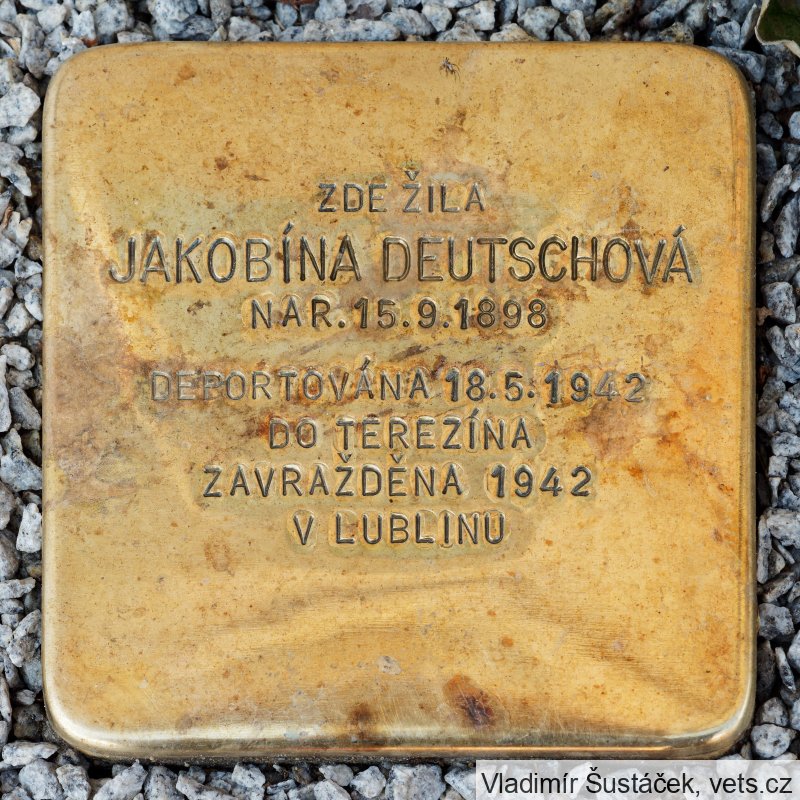 ZDE ŽILA
JAKOBÍNA DEUTSCHOVÁ
NAR.15.9.1898
DEPORTOVÁNA 18.5.1942
DO TEREZÍNA
ZAVRAŽDĚNA 1942
V LUBLINU
Vladimír Šustáček, vets.cz